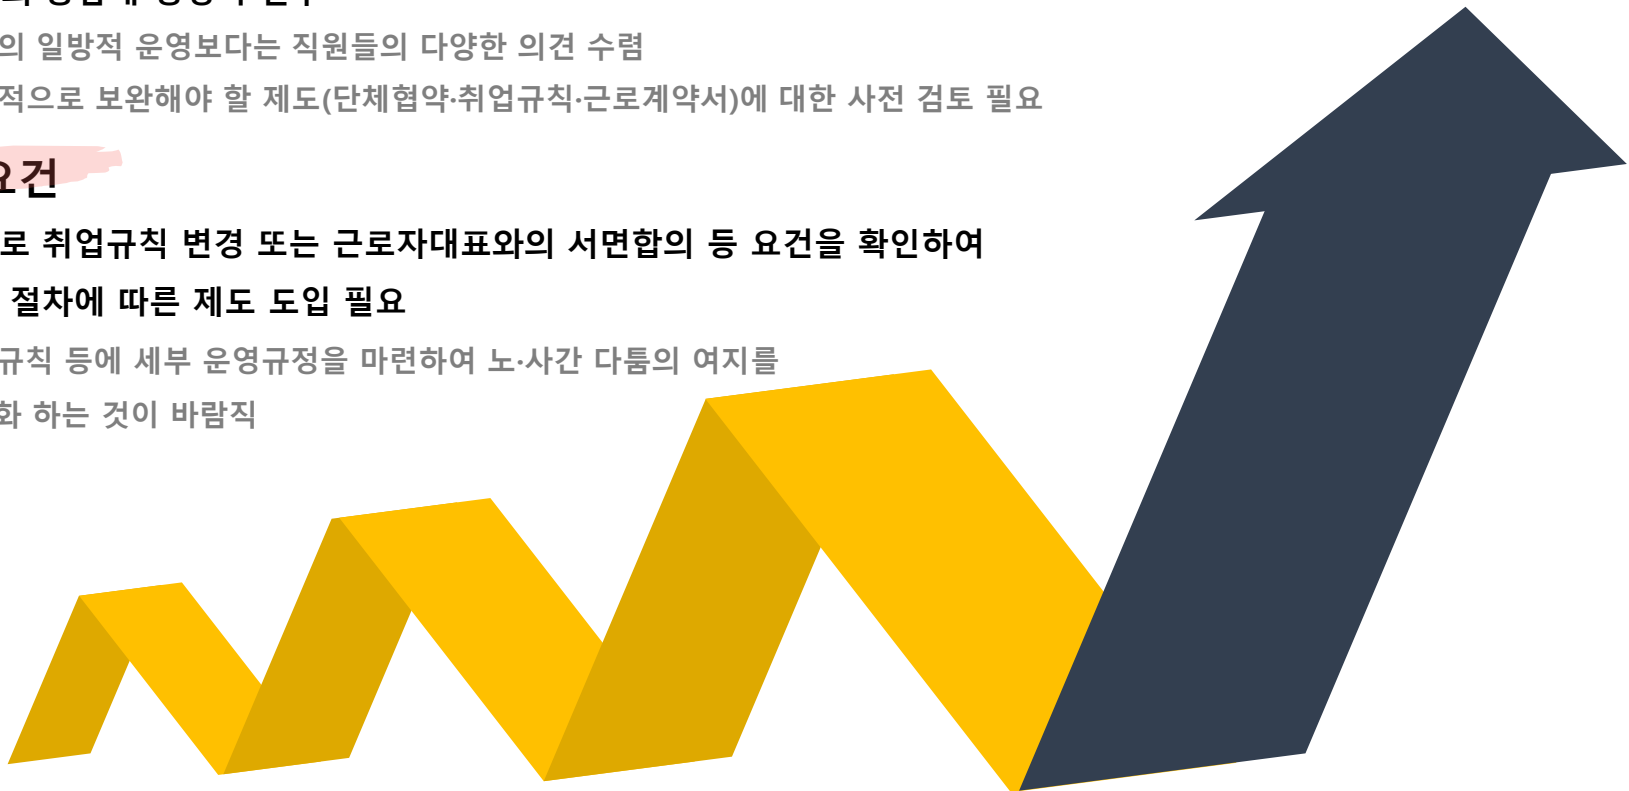 의 일방적 운영보다는 직원들의 다양한 의견 수렴
적으로 보완해야 할 제도(단체협약·취업규칙·근로계약서)에 대한 사전 검토 필요
요건
로 취업규칙 변경 또는 근로자대표와의 서면합의 등 요건을 확인하여
절차에 따른 제도 도입 필요
규칙 등에 세부 운영규정을 마련하여 노·사간 다툼의 여지를
화 하는 것이 바람직